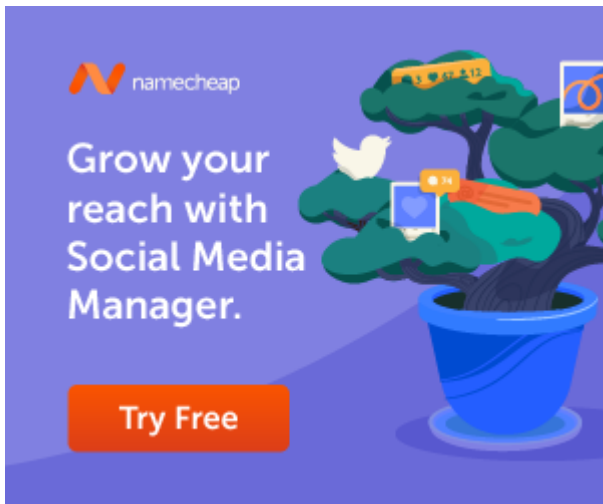 namecheap
Grow your
reach with
Social Media
Manager.
Try Free